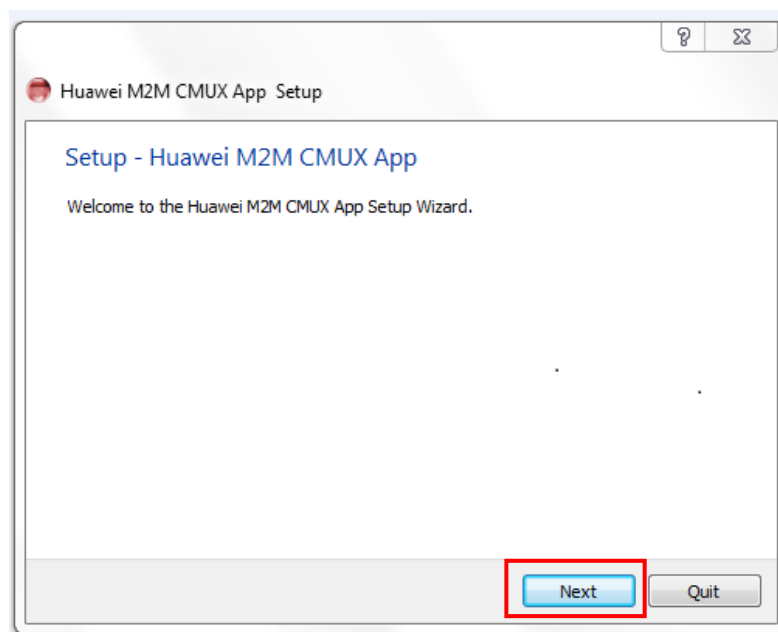 Huawei M2M CMUX App Setup
Setup - Huawei M2M CMUX App
Welcome to the Huawei M2M CMUX App Setup Wizard.
Next Quit